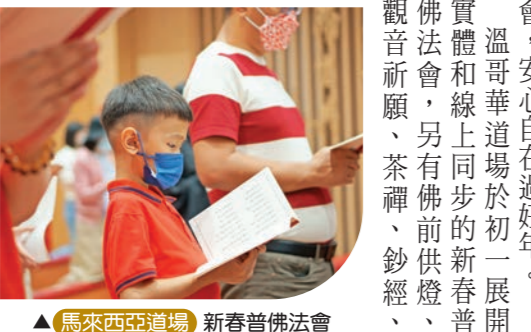 會，安心自在過好年。
溫哥華道場於初一展開
實體和線上同步的新春普
佛法會，另有佛前供燈、
觀音祈願、茶禪、鈔經、
▲馬來西亞道場 新春普佛法會